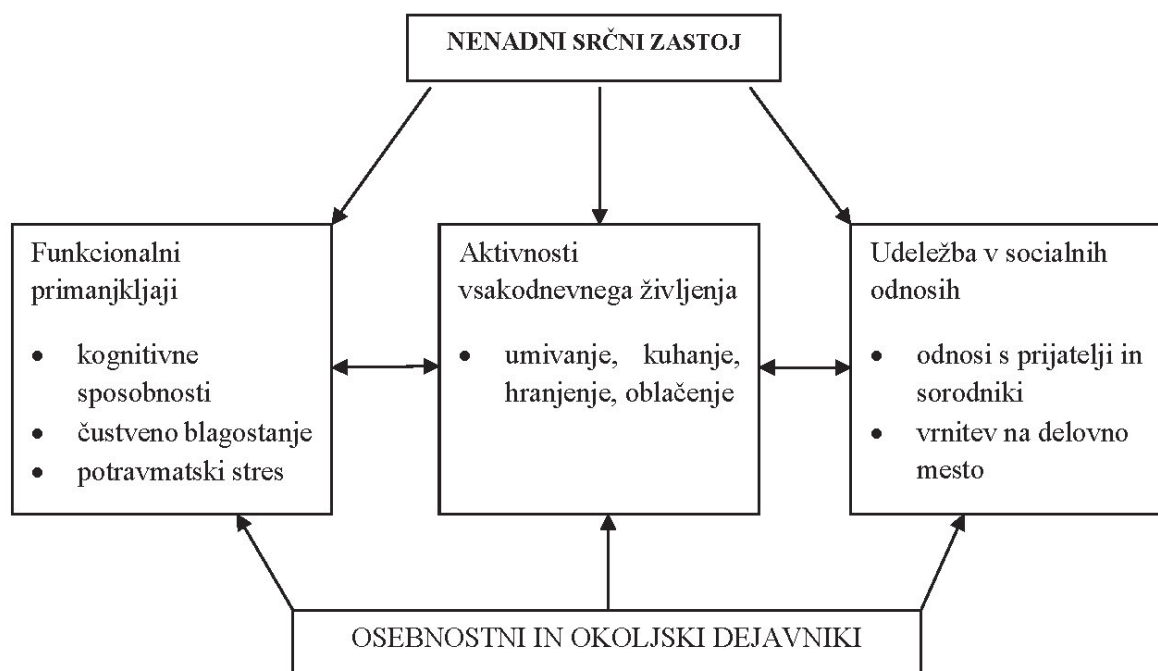 NENADNI SRČNI ZASTOJ
Funkcionalni
primanjkljaji
• kognitivne
sposobnosti
• čustveno blagostanje
• potravmatski stres
Aktivnosti
vsakodnevnega življenja
• umivanje, kuhanje,
hranjenje, oblačenje
Udeležba v socialnih
odnosih
• odnosi s prijatelji in
sorodniki
• vrnitev na delovno
mesto
OSEBNOSTNI IN OKOLJSKI DEJAVNIKI